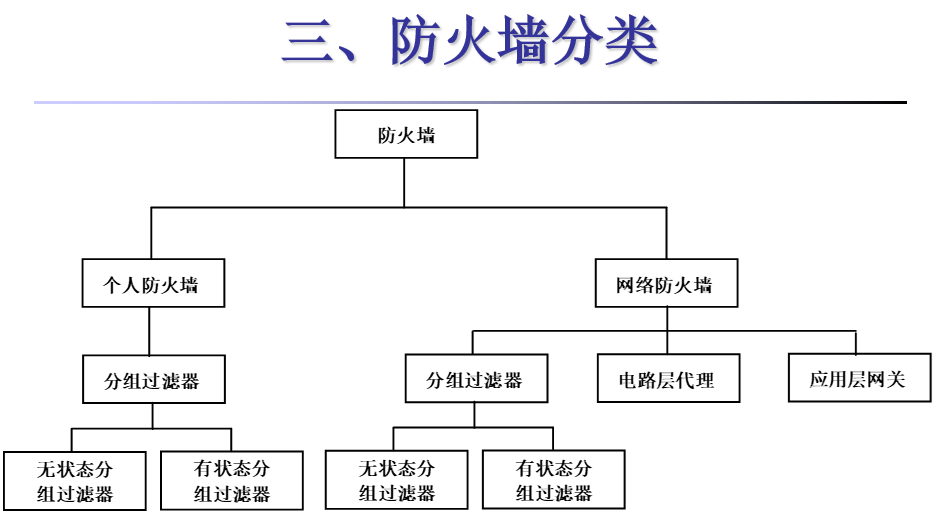 三、防火墙分类
防火墙
个人防火墙
网络防火墙
分组过滤器
分组过滤器
电路层代理
应用层网关
无状态分
组过滤器
有状态分
组过滤器
无状态分
组过滤器
有状态分
组过滤器